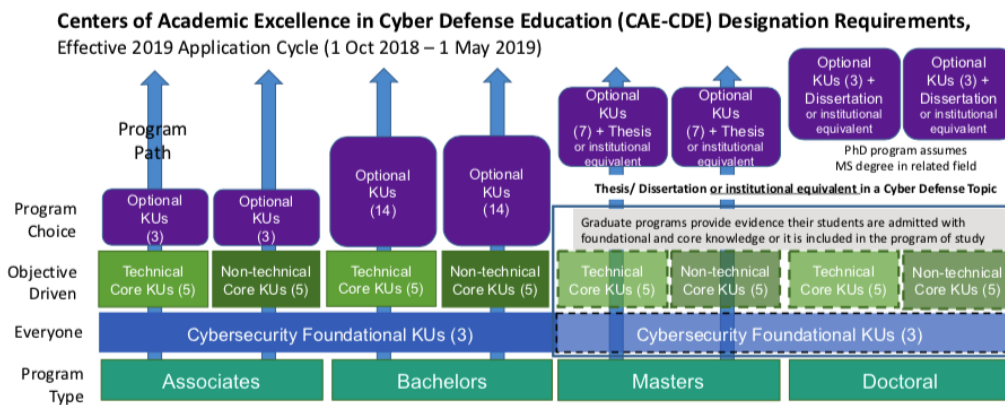 Centers of Academic Excellence in Cyber Defense Education (CAE-CDE) Designation Requirements,
Effective 2019 Application Cycle (1 Oct 2018 – 1 May 2019)
Program
Path
Optional
KUs
(7) + Thesis
or institutional
equivalent
Optional
KUs
(7) + Thesis
or institutional
equivalent
Optional
KUs (3) +
Dissertation
or institutional
equivalent
Optional
KUs (3) +
Dissertation
or institutional
equivalent
PhD program assumes
MS degree in related field
Thesis/ Dissertation or institutional equivalent in a Cyber Defense Topic
Program
Choice
Optional
KUs
(3)
Optional
KUs
(3)
Optional
KUs
(14)
Optional
KUs
(14)
Graduate programs provide evidence their students are admitted with
foundational and core knowledge or it is included in the program of study
Objective
Driven
Technical
Core KUs (5)
Non-technical
Core KUs (5)
Technical
Core KUs (5)
Non-technical
Core KUs (5)
Technical
Core KUs (5)
Non-technical
Core KUs (5)
Technical
Core KUs (5)
Non-technical
Core KUs (5)
Everyone
Cybersecurity Foundational KUs (3)
Cybersecurity Foundational KUs (3)
Program
Type
Associates
Bachelors
Masters
Doctoral